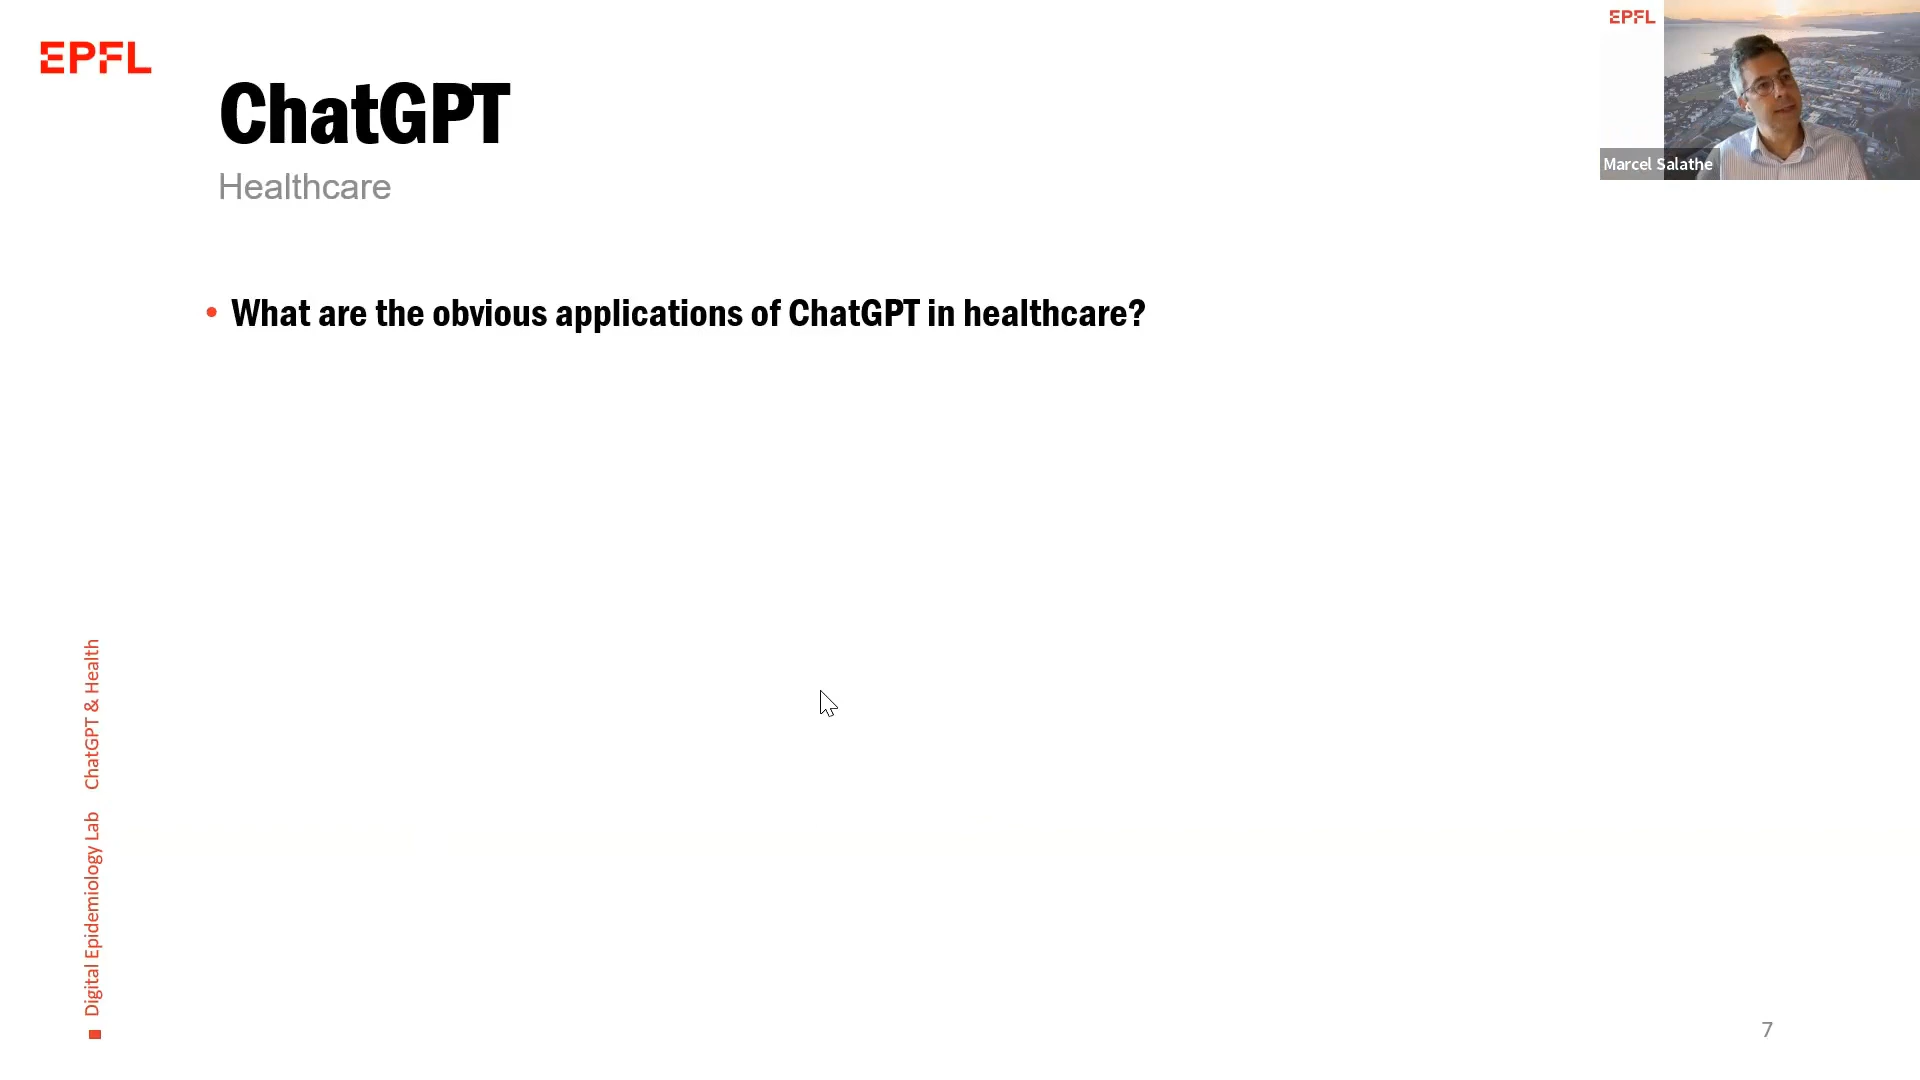 EPFL
ChatGPT
Healthcare
• What are the obvious applications of ChatGPT in healthcare?
EPFL
Marcel Salathe
ChatGPT & Health
Digital Epidemiology Lab
7